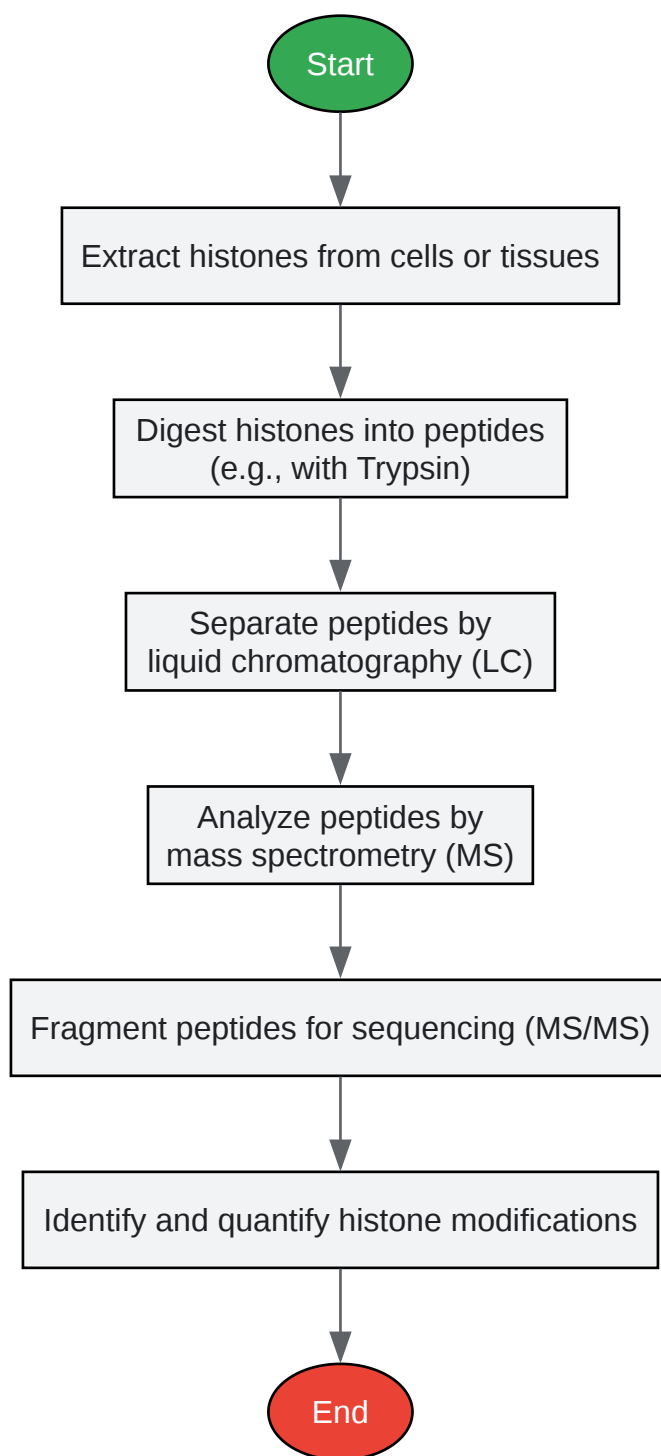 Start
Extract histones from cells or tissues
Digest histones into peptides
(e.g., with Trypsin)
Separate peptides by
liquid chromatography (LC)
Analyze peptides by
mass spectrometry (MS)
Fragment peptides for sequencing (MS/MS)
Identify and quantify histone modifications
End